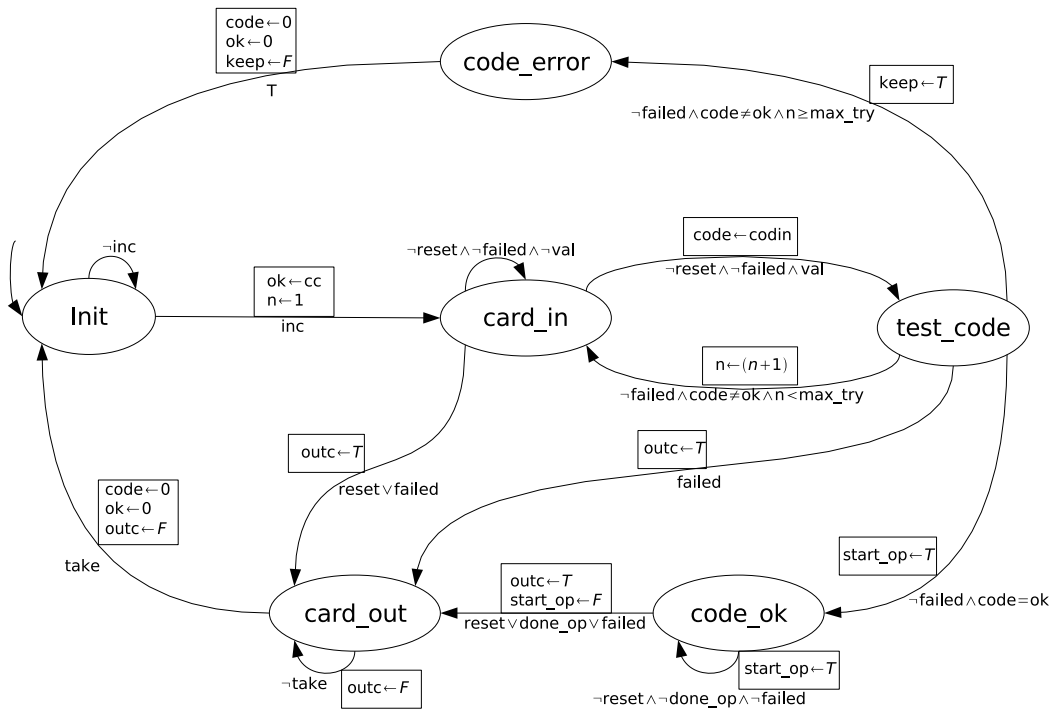 code←0
ok←0
keep←F
T
code_error
keep←T
¬failed∧code≠ok∧n≥max_try
¬inc
¬reset∧¬failed∧¬val
code←codin
¬reset∧¬failed∧val
ok←cc
n←1
inc
Init
card_in
test_code
n←(n+1)
¬failed∧code≠ok∧n<max_try
outc←T
reset∨failed
outc←T
failed
code←0
ok←0
outc←F
take
start_op←T
¬failed∧code=ok
outc←T
start_op←F
reset∨done_op∨failed
card_out
code_ok
¬take
outc←F
start_op←T
¬reset∧¬done_op∧¬failed